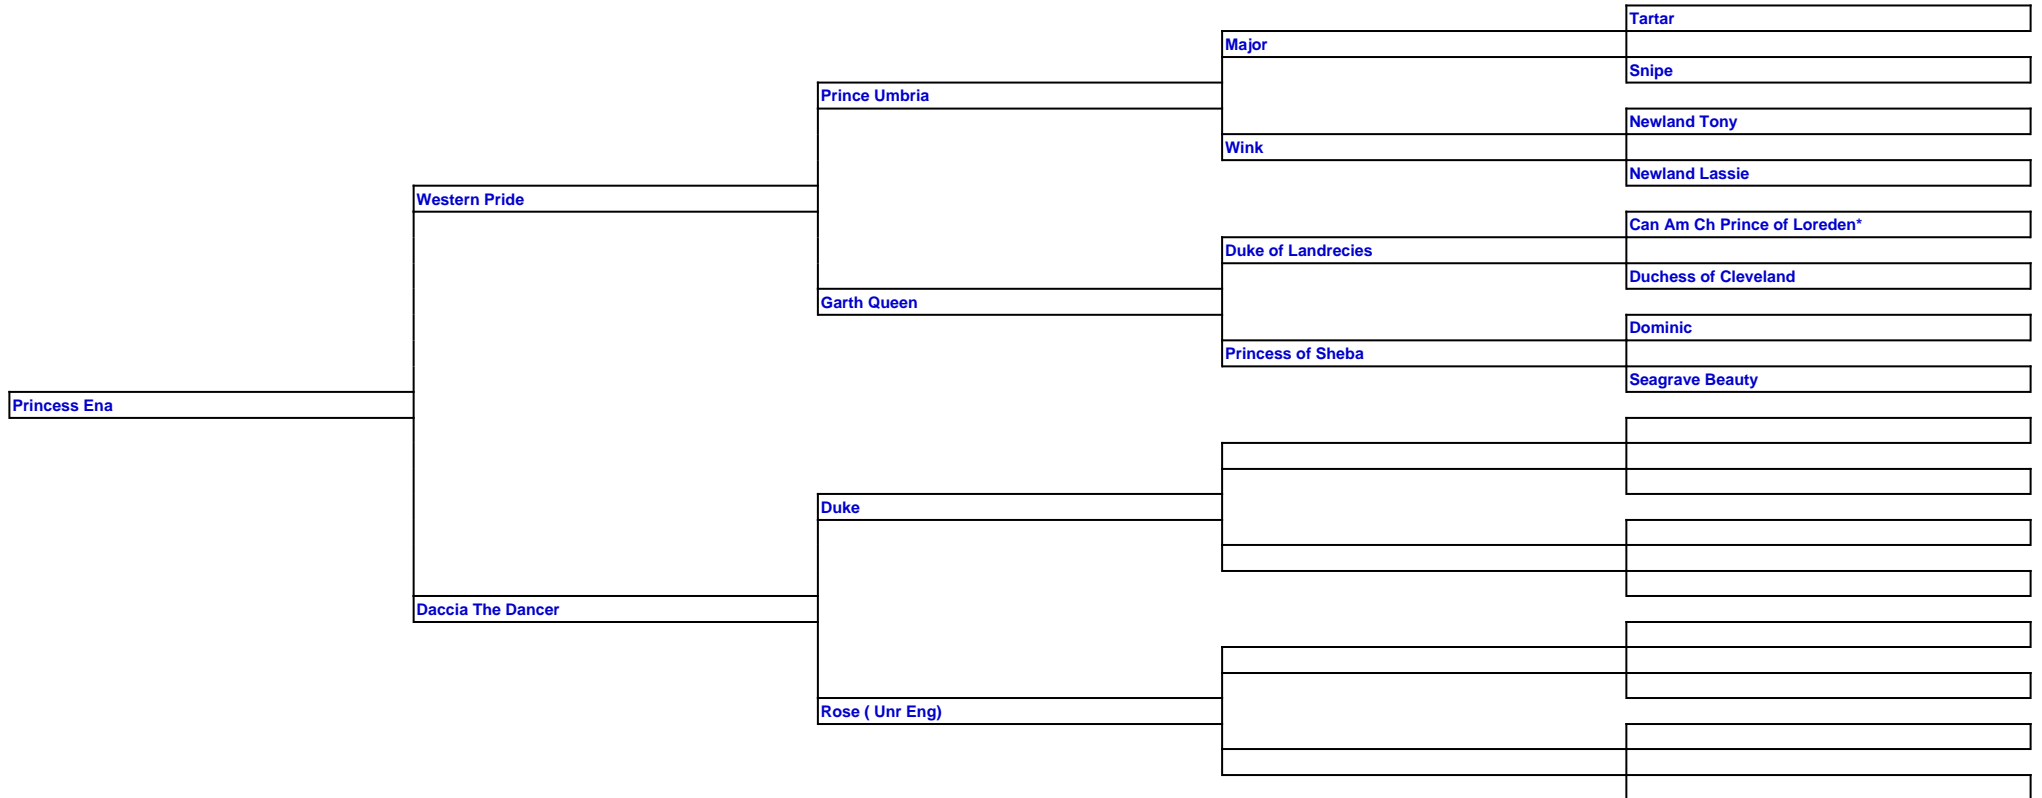 Tartar
Major
Snipe
Prince Umbria
Newland Tony
Wink
Newland Lassie
Western Pride
Can Am Ch Prince of Loreden*
Duke of Landrecies
Duchess of Cleveland
Garth Queen
Dominic
Princess of Sheba
Seagrave Beauty
Princess Ena
Duke
Daccia The Dancer
Rose ( Unr Eng)